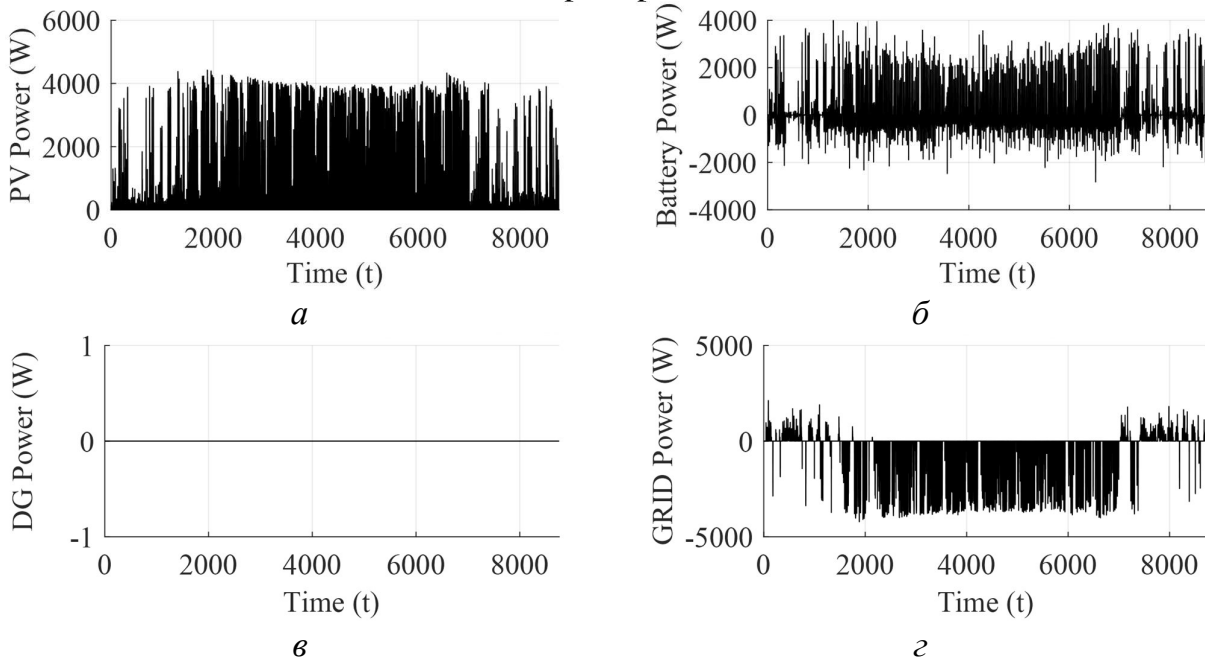 PV Power (W)
6000
4000
2000
0
0 2000 4000 6000 8000
Time (t)
а
Battery Power (W)
4000
2000
0
-2000
-4000
0 2000 4000 6000 8000
Time (t)
б
DG Power (W)
1
0
-1
0 2000 4000 6000 8000
Time (t)
в
GRID Power (W)
5000
0
-5000
0 2000 4000 6000 8000
Time (t)
г